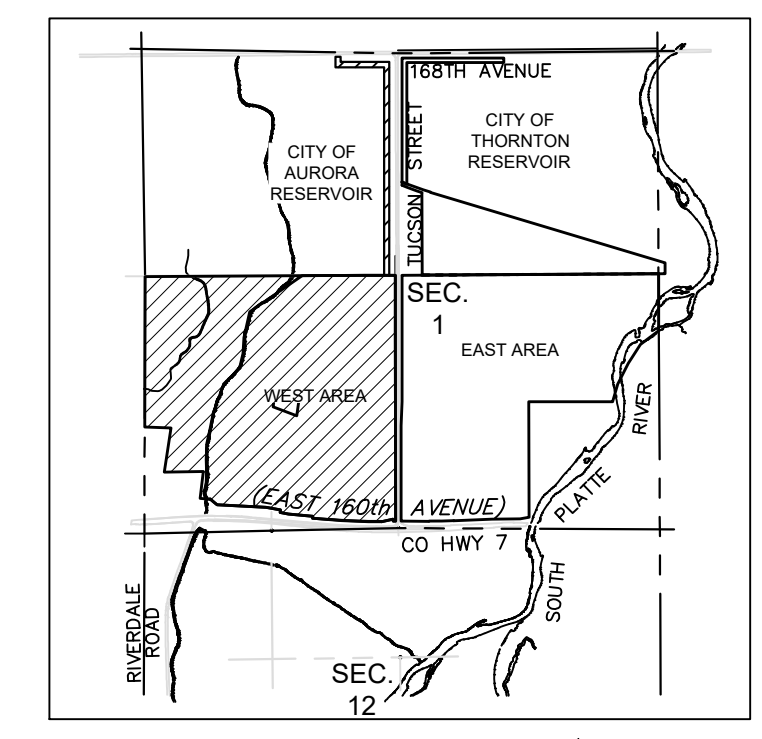 168TH AVENUE
CITY OF
AURORA
RESERVOIR
STREET
TUCSON
CITY OF
THORNTON
RESERVOIR
SEC.
1
EAST AREA
WEST AREA
RIVER
PLATTE
SOUTH
(EAST 160th AVENUE)
CO HWY 7
RIVERDALE
ROAD
SEC.
12